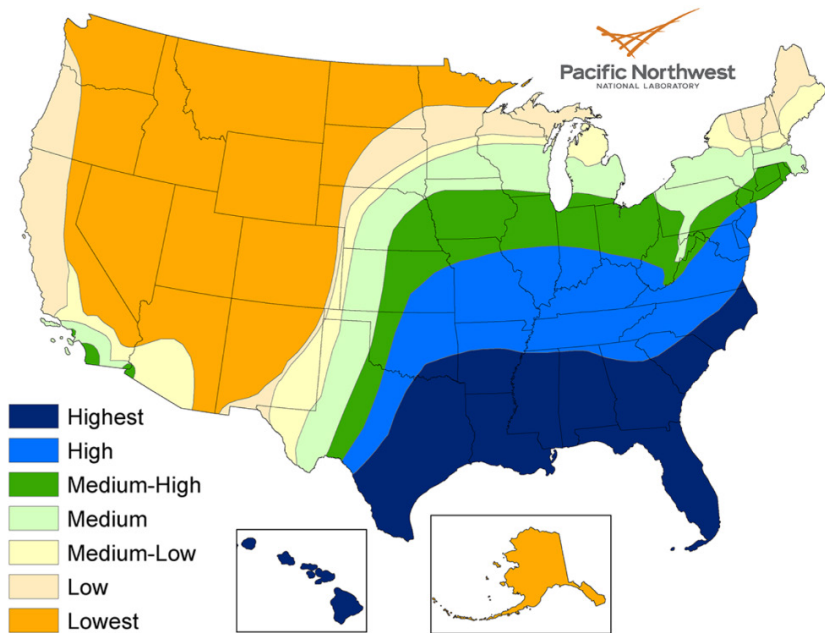 Pacific Northwest
NATIONAL LABORATORY
Highest
High
Medium-High
Medium
Medium-Low
Low
Lowest